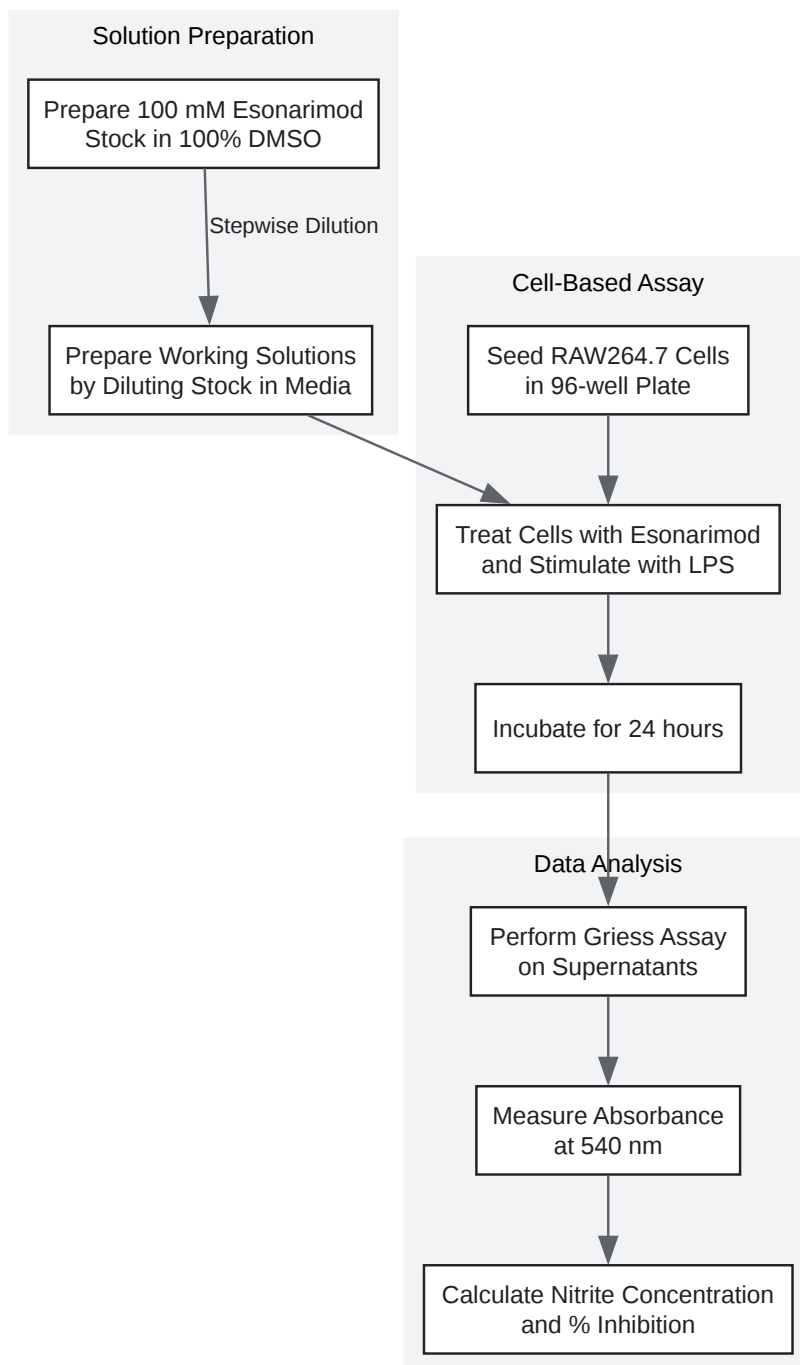 Solution Preparation
Prepare 100 mM Esonarimod
Stock in 100% DMSO
Stepwise Dilution
Prepare Working Solutions
by Diluting Stock in Media
Cell-Based Assay
Seed RAW264.7 Cells
in 96-well Plate
Treat Cells with Esonarimod
and Stimulate with LPS
Incubate for 24 hours
Data Analysis
Perform Griess Assay
on Supernatants
Measure Absorbance
at 540 nm
Calculate Nitrite Concentration
and % Inhibition